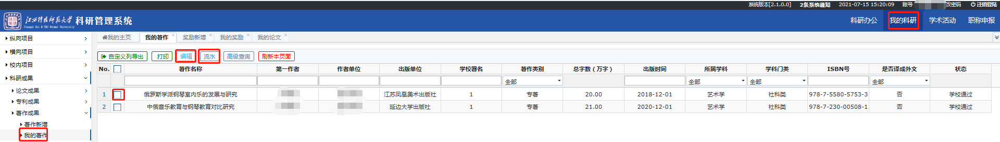 系统版本[2.1.0.0] 2条系统通知 2021-07-15 15:20:09 账号 改密码 注销登陆
江西科技师范大学 科研管理系统
Jiangxi Sci & TEC Normal University
科研办公 我的科研 学术活动 职称申报
纵向项目
横向项目
校内项目
科研成果
论文成果
专利成果
著作成果
著作新增
我的著作
我的主页 我的著作 奖励新增 我的奖励 我的论文
自定义列导出 打印 编辑 流水 高级查询 刷新本页面
No. 著作名称 第一作者 作者单位 出版单位 学校署名 著作类别 总字数（万字） 出版时间 所属学科 学科门类 ISBN号 是否译成外文 状态
全部 全部 全部 全部
1 俄罗斯学派钢琴室内乐的发展与研究 江苏凤凰美术出版社 1 专著 20.00 2018-12-01 艺术学 社科类 978-7-5580-5753-3 否 学校通过
2 中俄音乐教育与钢琴教育对比研究 延边大学出版社 1 专著 21.00 2020-12-01 艺术学 社科类 978-7-230-00508-1 否 学校通过